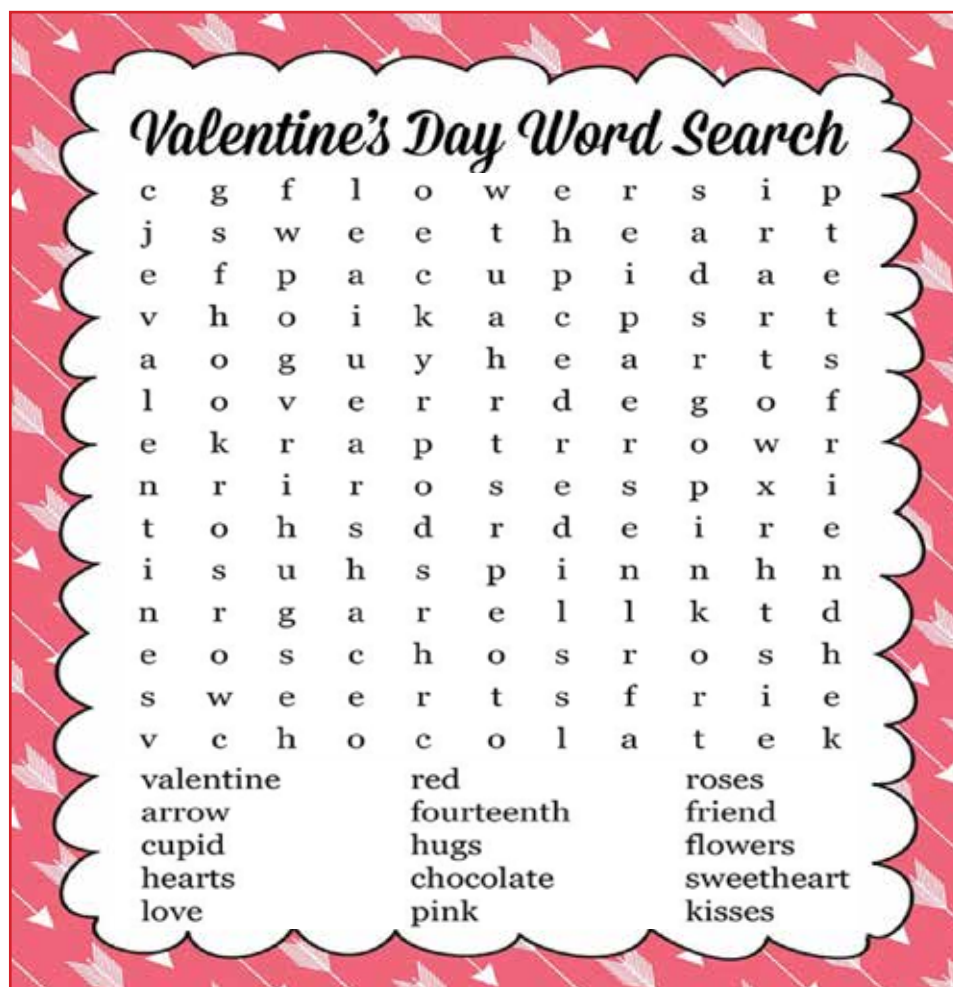 Valentine's Day Word Search
c g f l o w e r s i p
j s w e e t h e a r t
e f p a c u p i d a e
v h o i k a c p s r t
a o g u y h e a r t s
l o v e r r d e g o f
e k r a p t r r o w r
n r i r o s e s p x i
t o h s d r d e i r e
i s u h s p i n n h n
n r g a r e l l k t d
e o s c h o s r o s h
s w e e r t s f r i e
v c h o c o l a t e k
valentine red roses
arrow fourteenth friend
cupid hugs flowers
hearts chocolate sweetheart
love pink kisses